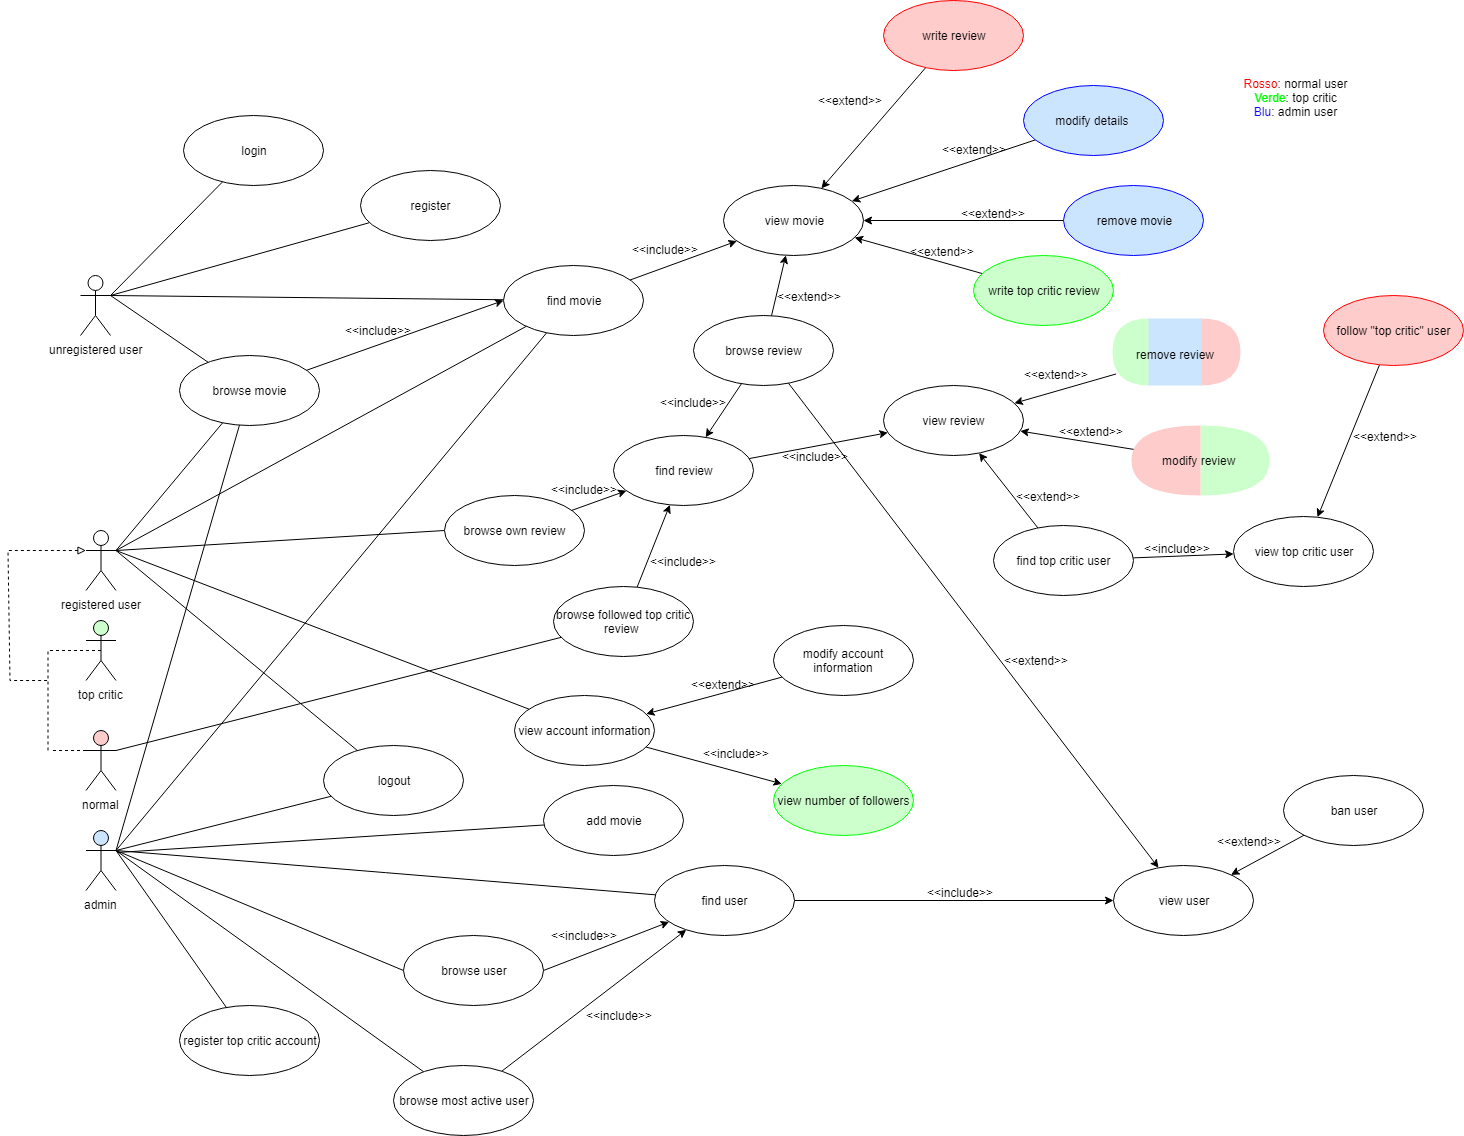 write review
Rosso: normal user
Verde: top critic
Blu: admin user
<<extend>>
modify details
login
<<extend>>
register
view movie
<<extend>>
remove movie
<<include>>
<<extend>>
write top critic review
find movie
<<extend>>
<<include>>
follow "top critic" user
unregistered user
browse review
remove review
browse movie
<<extend>>
<<include>>
view review
<<extend>>
<<extend>>
find review
<<include>>
modify review
<<include>>
<<extend>>
browse own review
<<include>>
find top critic user
<<include>>
view top critic user
<<include>>
registered user
browse followed top critic
review
modify account
information
<<extend>>
<<extend>>
top critic
view account information
<<include>>
normal
logout
view number of followers
add movie
ban user
<<extend>>
admin
find user
<<include>>
view user
<<include>>
browse user
<<include>>
register top critic account
browse most active user